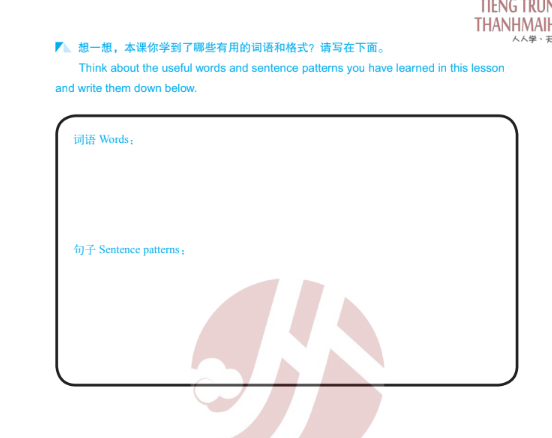 TIENG TRUN
THANHMAIH
人人學 ·
想一想，本课你学到了哪些有用的词语和格式？请写在下面。
Think about the useful words and sentence patterns you have learned in this lesson
and write them down below.
词语 Words：
句子 Sentence patterns：